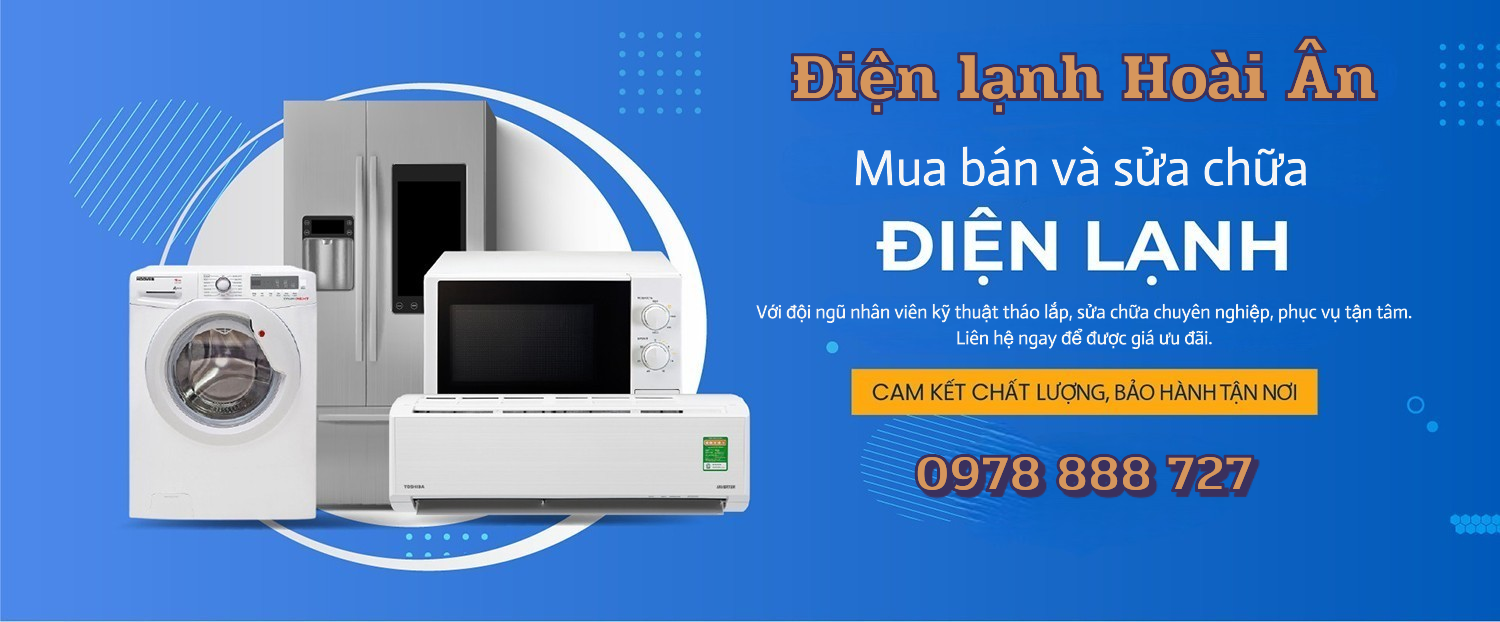 Điện lạnh Hoài Ân
Mua bán và sửa chữa
ĐIỆN LẠNH
Với đội ngũ nhân viên kỹ thuật tháo lắp, sửa chữa chuyên nghiệp, phục vụ tận tâm.
Liên hệ ngay để được giá ưu đãi.
CAM KẾT CHẤT LƯỢNG, BẢO HÀNH TẬN NƠI
0978 888 727
TOSHIBA
INVERTER